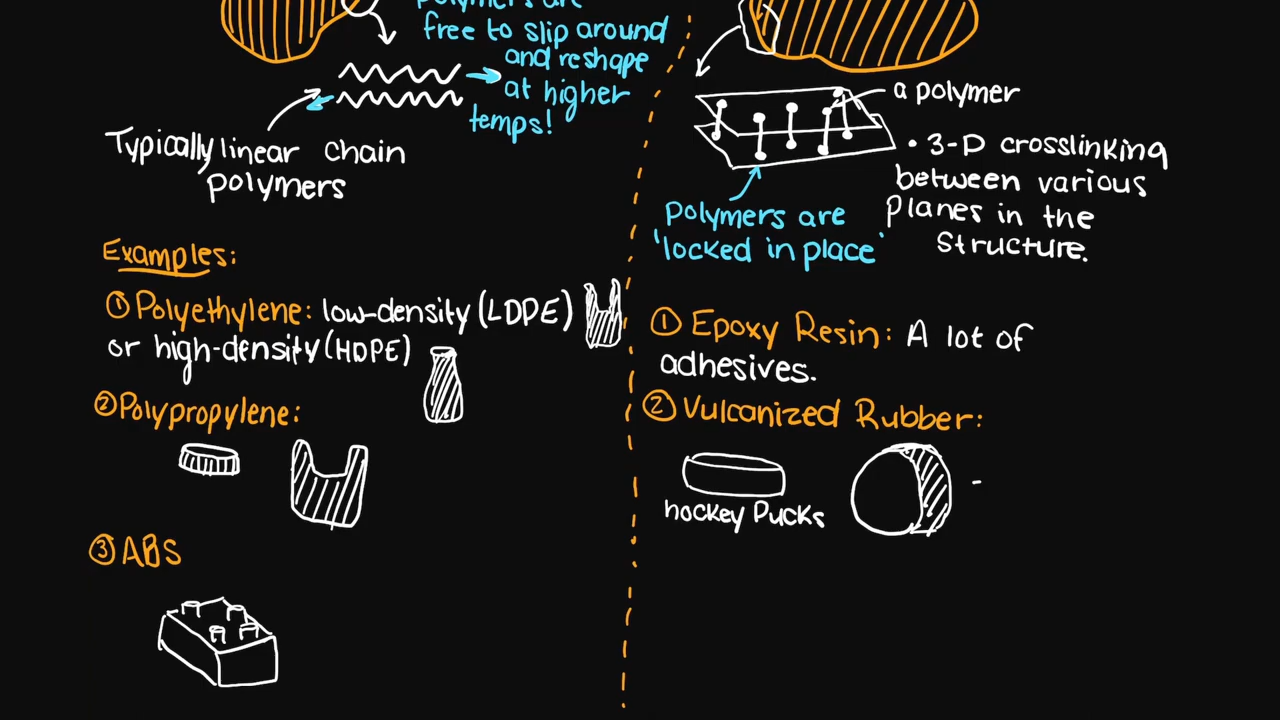 polymers are
free to slip around
and reshape
at higher
temps!
Typically linear chain
polymers
Examples:
① Polyethylene: low-density (LDPE)
or high-density (HDPE)
② Polypropylene:
③ ABS
a polymer
• 3-D crosslinking
between various
planes in the
structure.
polymers are
'locked in place'
① Epoxy Resin: A lot of
adhesives.
② Vulcanized Rubber:
hockey Pucks